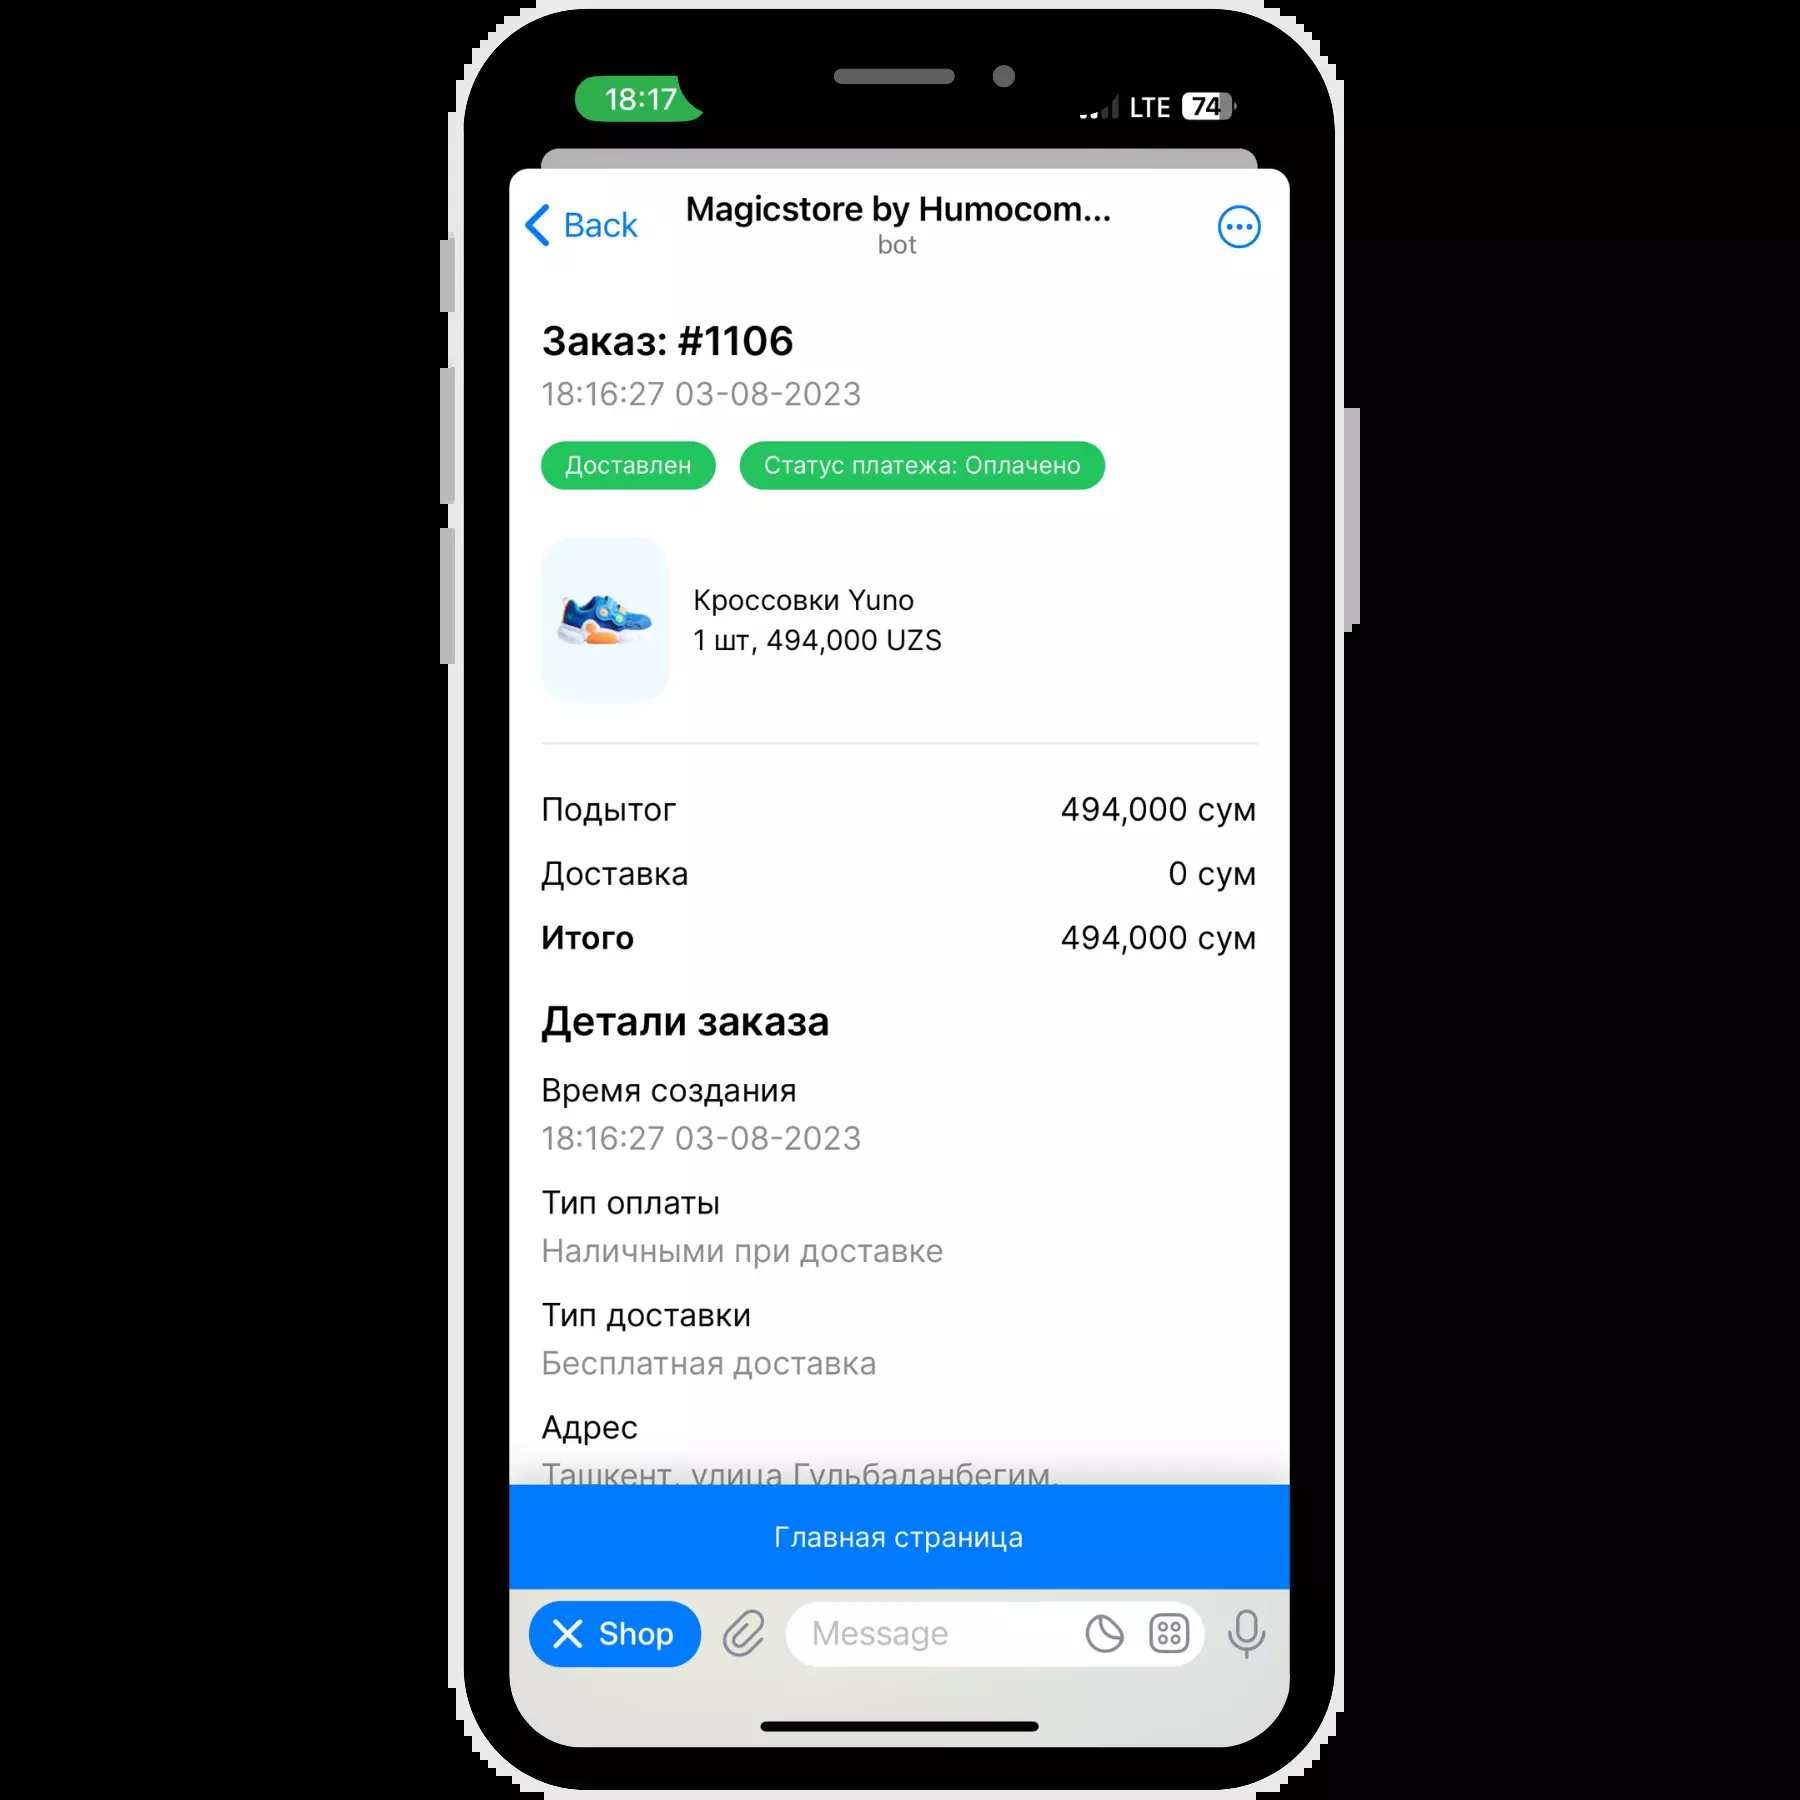 18:17
LTE 74
Back
Magicstore by Humocom...
bot
Заказ: #1106
18:16:27 03-08-2023
Доставлен
Статус платежа: Оплачено
Кроссовки Yuno
1 шт, 494,000 UZS
Подытог 494,000 сум
Доставка 0 сум
Итого 494,000 сум
Детали заказа
Время создания
18:16:27 03-08-2023
Тип оплаты
Наличными при доставке
Тип доставки
Бесплатная доставка
Адрес
Ташкент, улица Гульбаданбегим,
Главная страница
Shop
Message